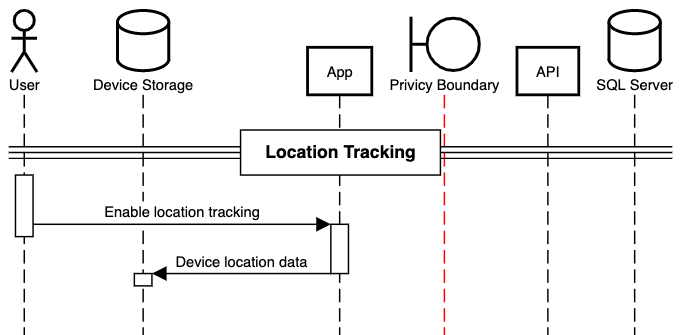 User
Device Storage
App
Privicy Boundary
API
SQL Server
Location Tracking
Enable location tracking
Device location data